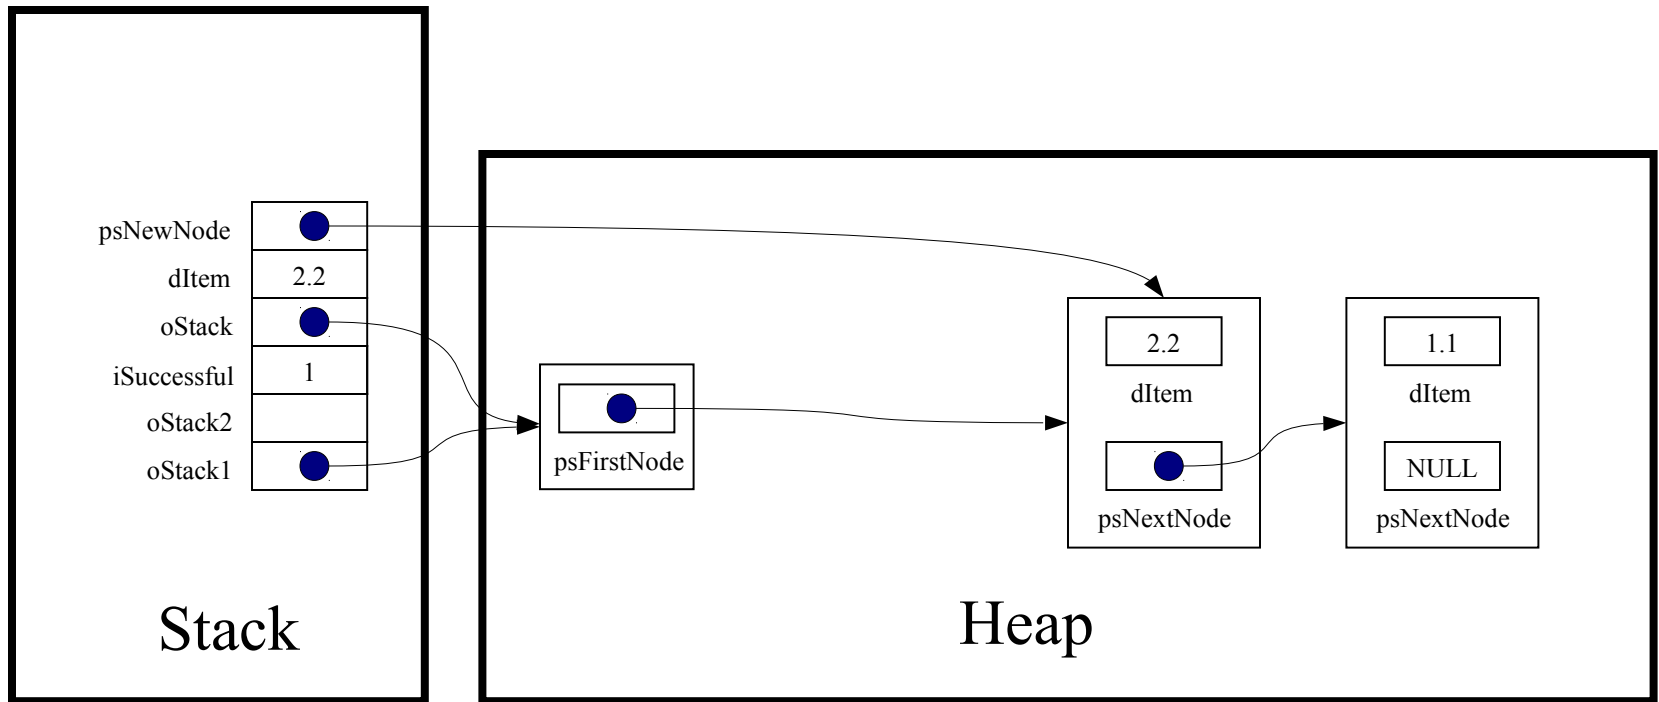 psNewNode
dItem 2.2
oStack
iSuccessful 1
oStack2
oStack1
Stack
psFirstNode
2.2
dItem
psNextNode
1.1
dItem
NULL
psNextNode
Heap